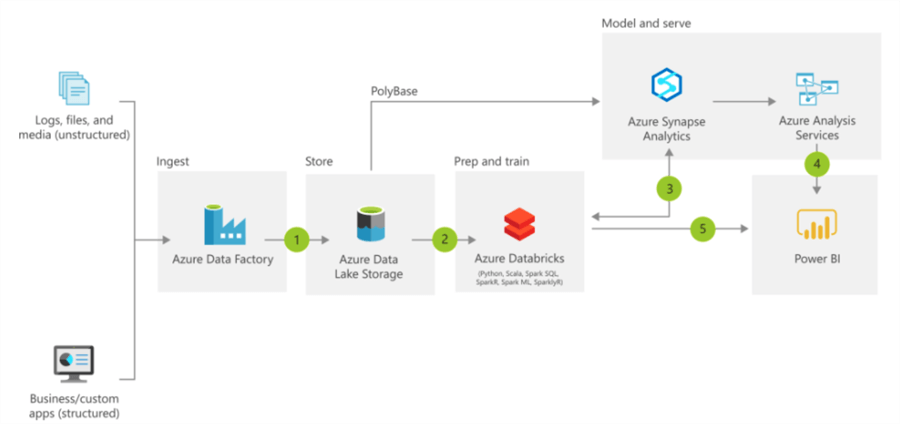 Model and serve
PolyBase
Logs, files, and
media (unstructured)
Azure Synapse
Analytics
Azure Analysis
Services
Ingest
Store
Prep and train
3
4
1
2
5
Azure Data Factory
Azure Data
Lake Storage
Azure Databricks
(Python, Scala, Spark SQL,
SparkR, Spark ML, SparklyR)
Power BI
Business/custom
apps (structured)